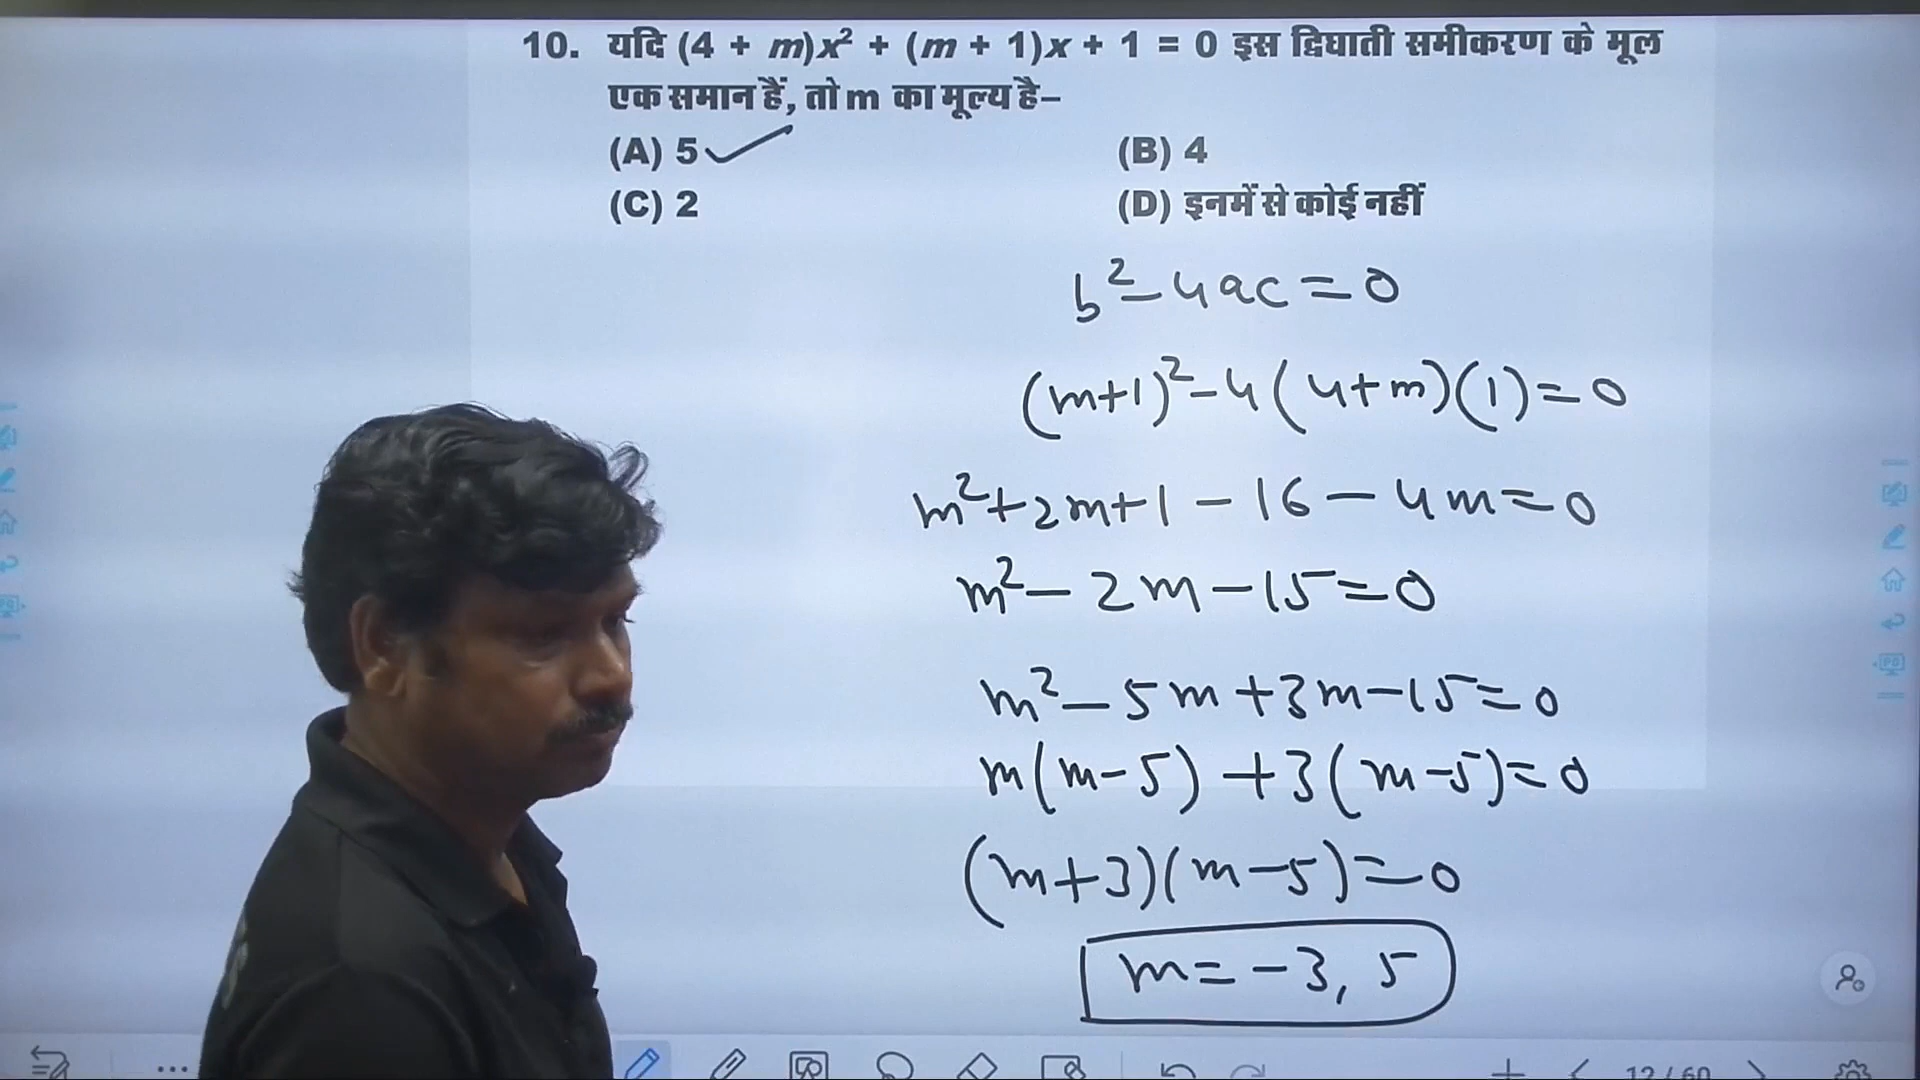 10. यदि (4 + m)x² + (m + 1)x + 1 = 0 इस द्विघाती समीकरण के मूल
एक समान हैं, तो m का मूल्य है–
(A) 5 ✓ (B) 4
(C) 2 (D) इनमें से कोई नहीं
b² - 4ac = 0
(m+1)² - 4(4+m)(1) = 0
m² + 2m + 1 - 16 - 4m = 0
m² - 2m - 15 = 0
m² - 5m + 3m - 15 = 0
m(m-5) + 3(m-5) = 0
(m+3)(m-5) = 0
m = -3, 5
12 / 60